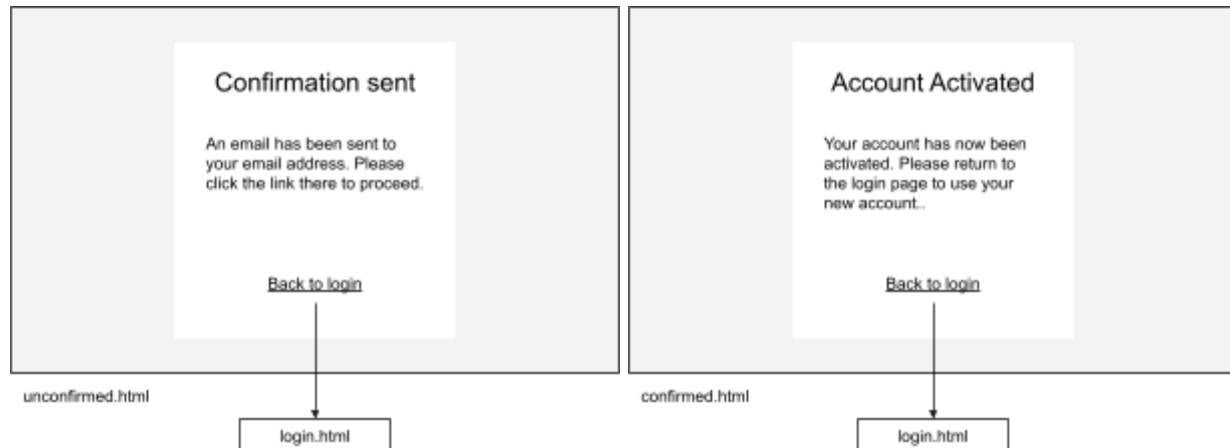 Confirmation sent
An email has been sent to
your email address. Please
click the link there to proceed.
Back to login
unconfirmed.html
login.html
Account Activated
Your account has now been
activated. Please return to
the login page to use your
new account..
Back to login
confirmed.html
login.html